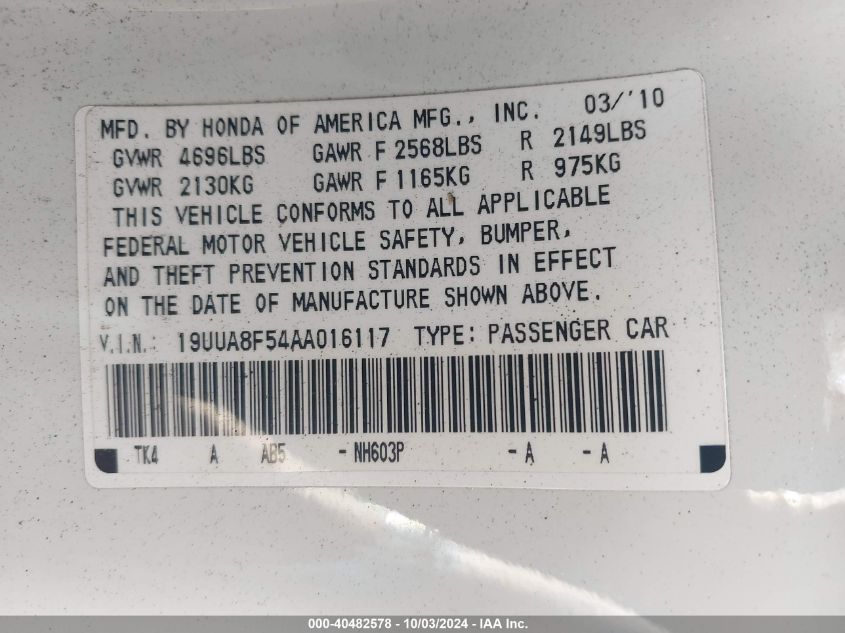 MFD. BY HONDA OF AMERICA MFG., INC. 03/'10
GVWR 4696LBS GAWR F 2568LBS R 2149LBS
GVWR 2130KG GAWR F 1165KG R 975KG
THIS VEHICLE CONFORMS TO ALL APPLICABLE
FEDERAL MOTOR VEHICLE SAFETY, BUMPER,
AND THEFT PREVENTION STANDARDS IN EFFECT
ON THE DATE OF MANUFACTURE SHOWN ABOVE.
V.I.N.: 19UUA8F54AA016117 TYPE: PASSENGER CAR
TK4 A AB5 - NH603P - A - A
000-40482578 - 10/03/2024 - IAA Inc.